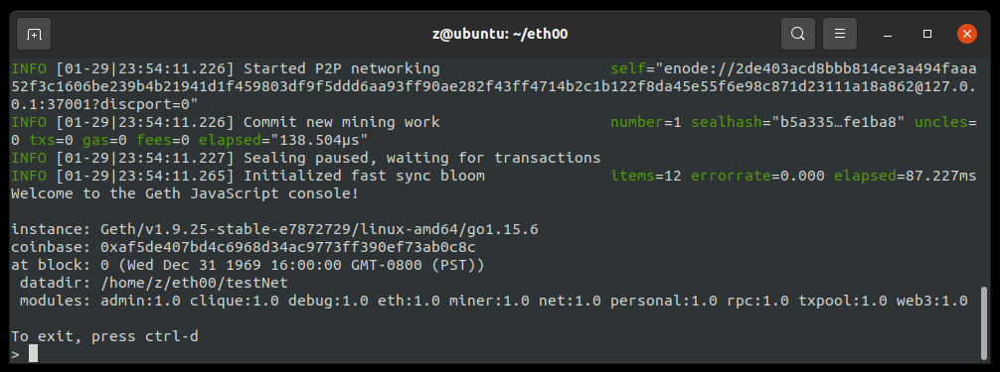 z@ubuntu: ~/eth00
INFO [01-29|23:54:11.226] Started P2P networking self="enode://2de403acd8bbb814ce3a494faaa
52f3c1606be239b4b21941d1f459803df9f5ddd6aa93ff90ae282f43ff4714b2c1b122f8da45e55f6e98c871d23111a18a862@127.0.
0.1:37001?discport=0"
INFO [01-29|23:54:11.226] Commit new mining work number=1 sealhash="b5a335…fe1ba8" uncles=
0 txs=0 gas=0 fees=0 elapsed="138.504µs"
INFO [01-29|23:54:11.227] Sealing paused, waiting for transactions
INFO [01-29|23:54:11.265] Initialized fast sync bloom items=12 errorrate=0.000 elapsed=87.227ms
Welcome to the Geth JavaScript console!
instance: Geth/v1.9.25-stable-e7872729/linux-amd64/go1.15.6
coinbase: 0xaf5de407bd4c6968d34ac9773ff390ef73ab0c8c
at block: 0 (Wed Dec 31 1969 16:00:00 GMT-0800 (PST))
datadir: /home/z/eth00/testNet
modules: admin:1.0 clique:1.0 debug:1.0 eth:1.0 miner:1.0 net:1.0 personal:1.0 rpc:1.0 txpool:1.0 web3:1.0
To exit, press ctrl-d
>